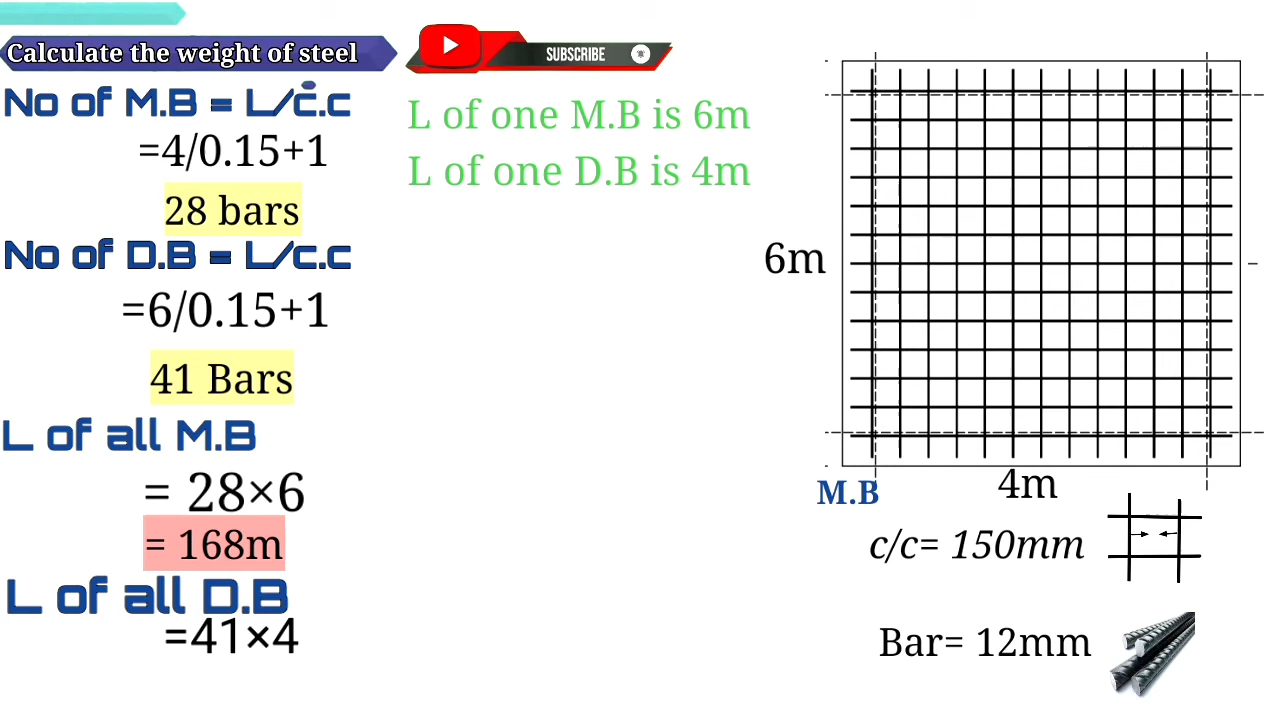 Calculate the weight of steel
SUBSCRIBE
No of M.B = L/c.c
=4/0.15+1
28 bars
No of D.B = L/c.c
=6/0.15+1
41 Bars
L of all M.B
= 28×6
= 168m
L of all D.B
=41×4
L of one M.B is 6m
L of one D.B is 4m
6m
M.B
4m
c/c= 150mm
Bar= 12mm